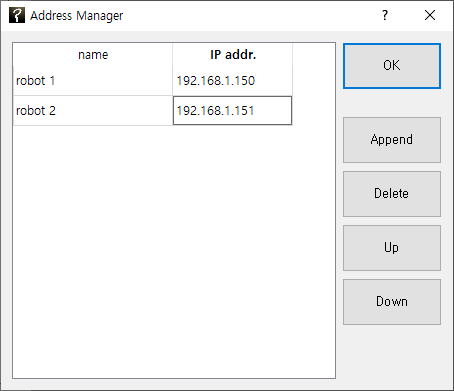 Address Manager
?
name IP addr.
robot 1 192.168.1.150
robot 2 192.168.1.151
OK
Append
Delete
Up
Down